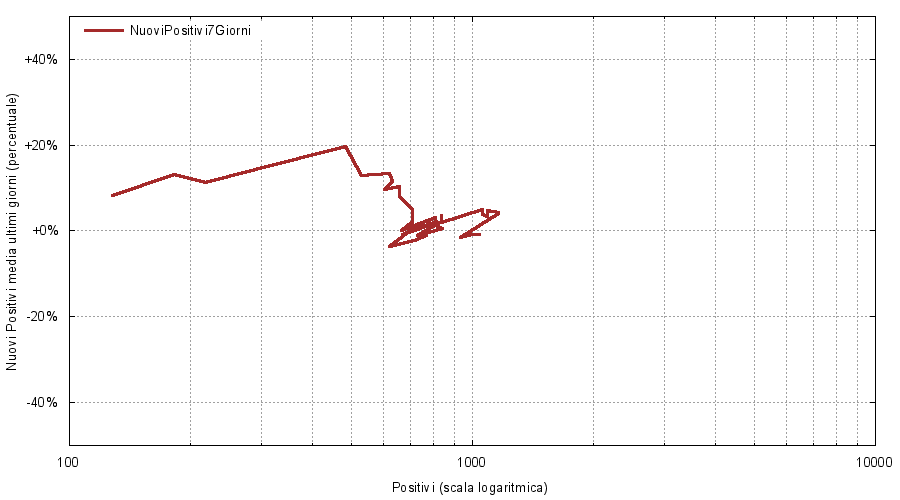 NuoviPositivi7Giorni
+40%
+20%
+0%
-20%
-40%
Nuovi Positivi media ultimi giorni (percentuale)
100
1000
10000
Positivi (scala logaritmica)